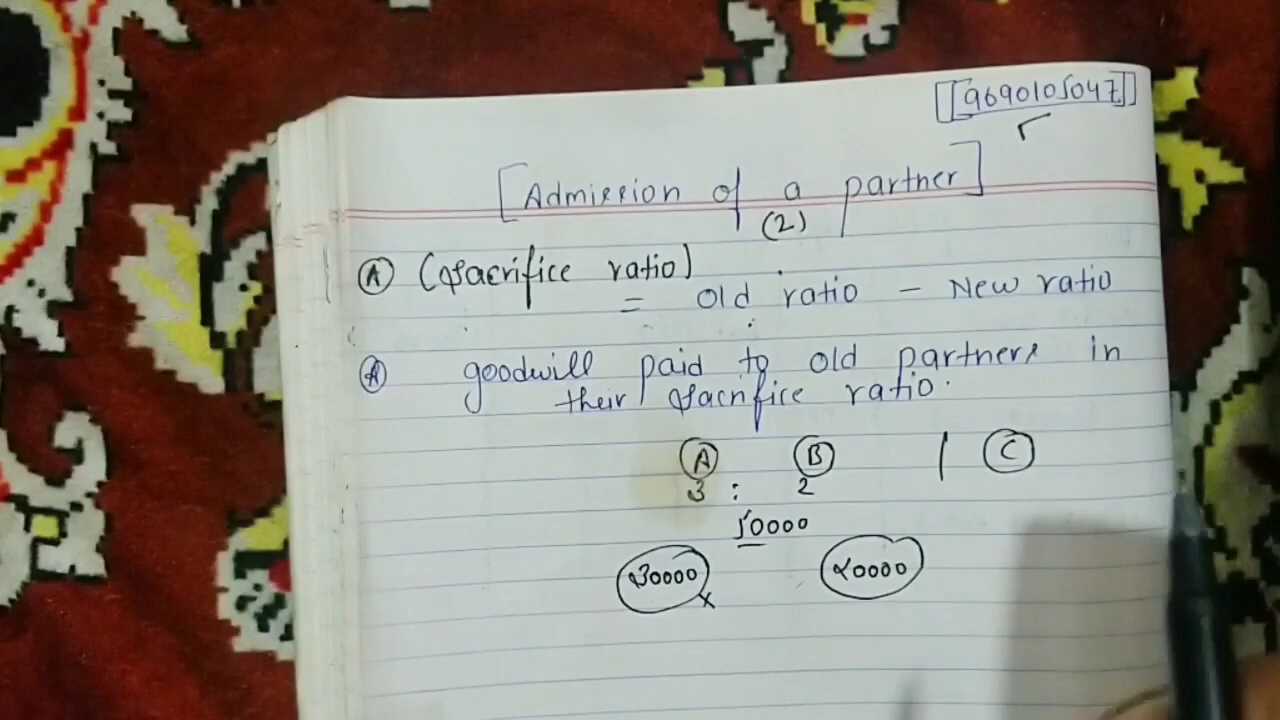 [[9690105047]]
[Admission of a partner]
(2)
(A) (Sacrifice ratio)
= old ratio - New ratio
(A) goodwill paid to old partners in
their Sacrifice ratio.
(A) (B) | (C)
3 : 2
50000
30000 20000